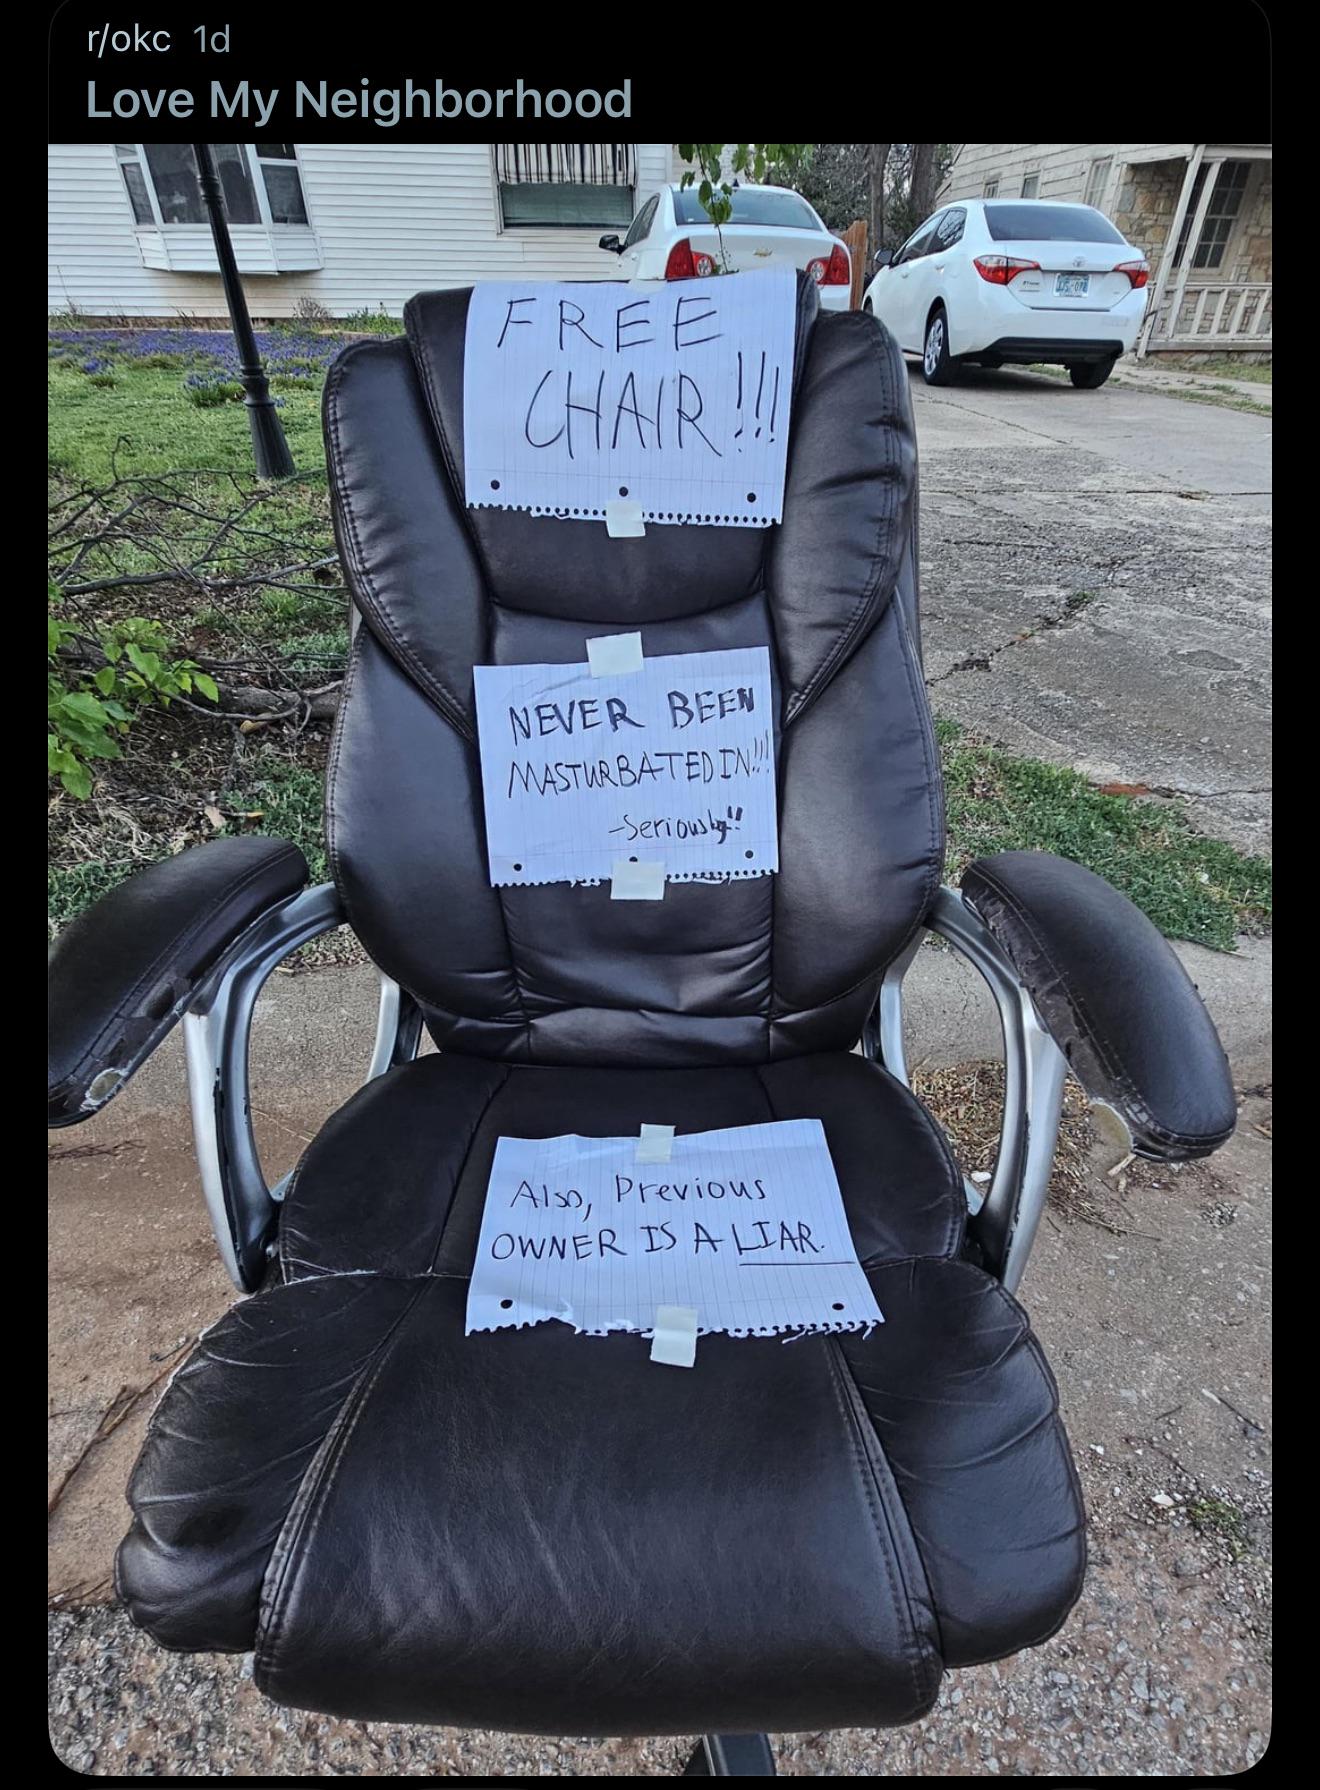 r/okc 1d
Love My Neighborhood
FREE
CHAIR!!!
NEVER BEEN
MASTURBATED IN!!!
-Seriously!!
Also, Previous
OWNER IS A LIAR.